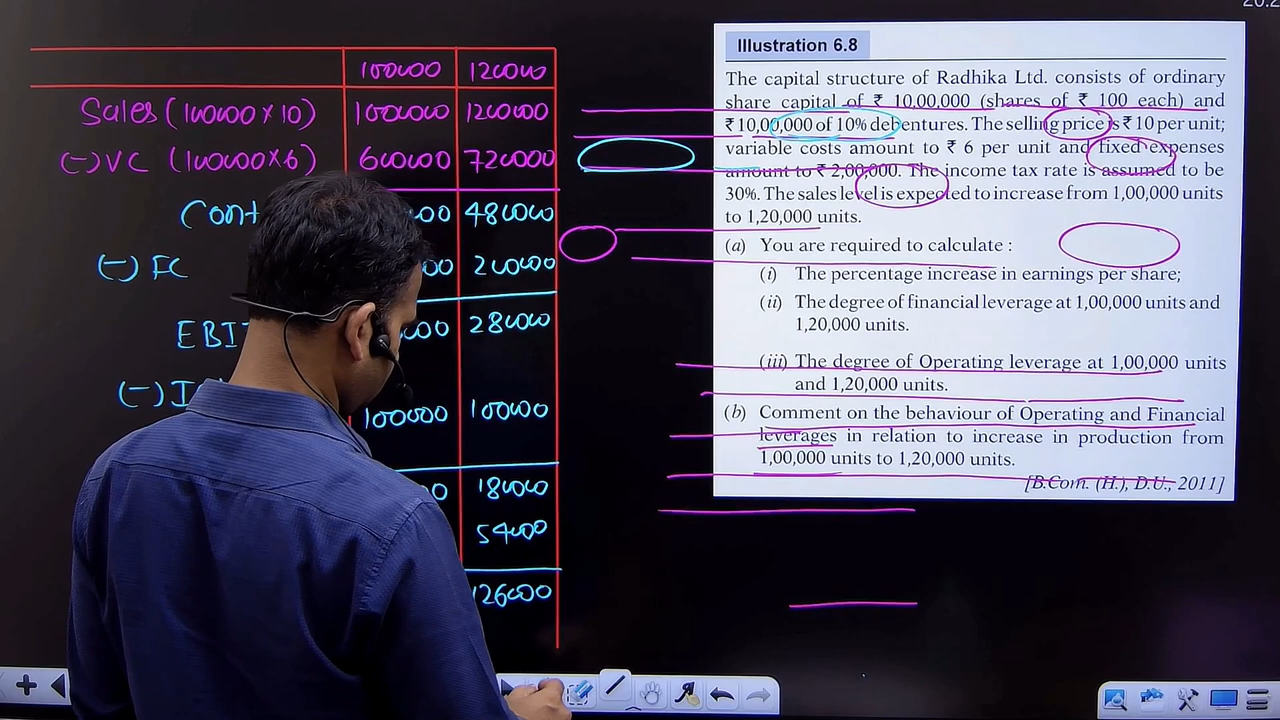 100000 120000
Sales (100000 x 10) 1000000 1200000
(-) VC (100000x6) 600000 720000
480000
(-) FC 200000
EBI 280000
(-) I
100000 100000
180000
54000
126000
Illustration 6.8
The capital structure of Radhika Ltd. consists of ordinary
share capital of ₹ 10,00,000 (shares of ₹ 100 each) and
₹ 10,00,000 of 10% debentures. The selling price is ₹ 10 per unit;
variable costs amount to ₹ 6 per unit and fixed expenses
amount to ₹ 2,00,000. The income tax rate is assumed to be
30%. The sales level is expected to increase from 1,00,000 units
to 1,20,000 units.
(a) You are required to calculate :
(i) The percentage increase in earnings per share;
(ii) The degree of financial leverage at 1,00,000 units and
1,20,000 units.
(iii) The degree of Operating leverage at 1,00,000 units
and 1,20,000 units.
(b) Comment on the behaviour of Operating and Financial
leverages in relation to increase in production from
1,00,000 units to 1,20,000 units.
[B.Com. (H.), D.U., 2011]